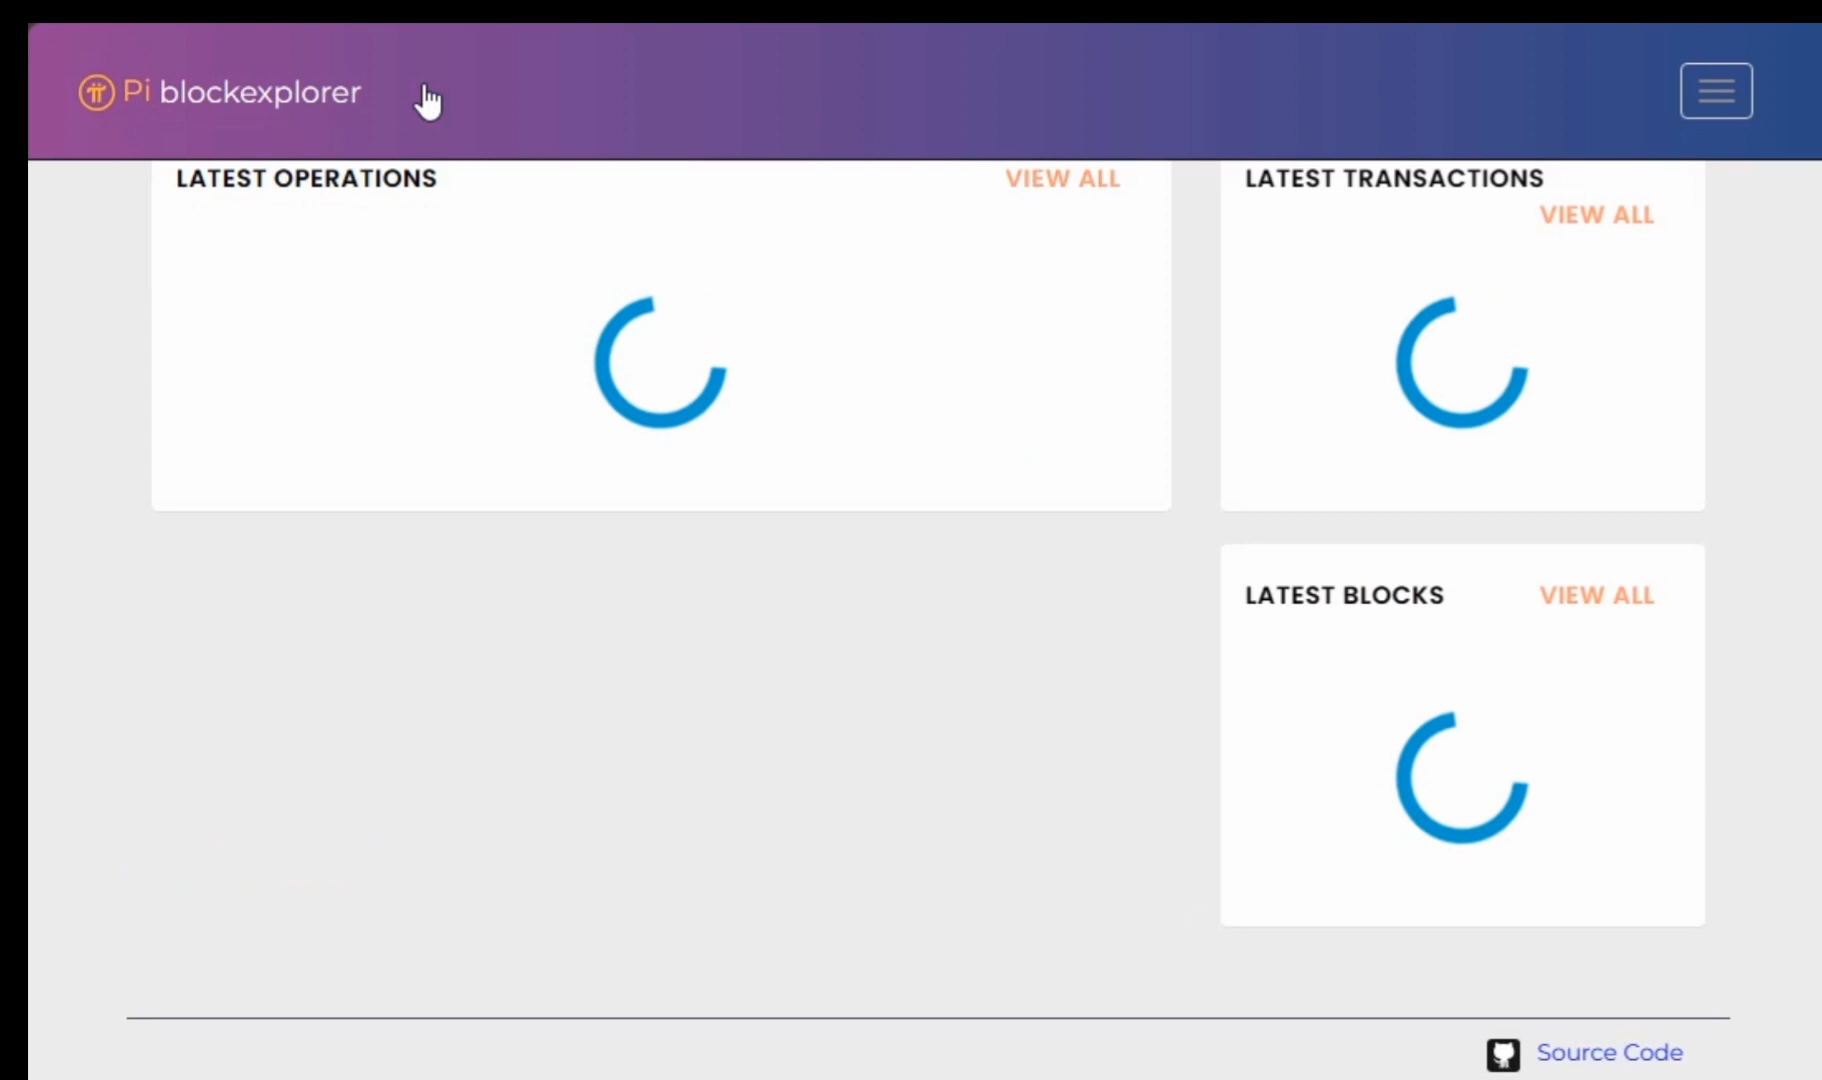 Pi blockexplorer
LATEST OPERATIONS VIEW ALL
LATEST TRANSACTIONS
VIEW ALL
LATEST BLOCKS VIEW ALL
Source Code